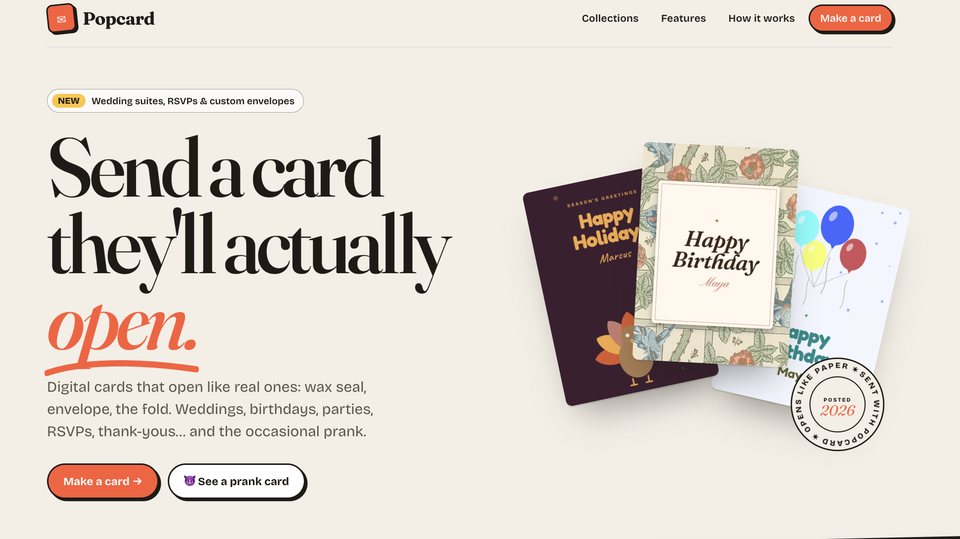 Popcard
Collections Features How it works Make a card
NEW Wedding suites, RSVPs & custom envelopes
Send a card
they'll actually
open.
Digital cards that open like real ones: wax seal,
envelope, the fold. Weddings, birthdays, parties,
RSVPs, thank-yous... and the occasional prank.
Make a card → 😈 See a prank card
SEASON'S GREETINGS
Happy
Holiday
Marcus
Happy
Birthday
Maya
appy
thday
May
OPENS LIKE PAPER ✶ SENT WITH POPCARD ✶
POSTED
2026